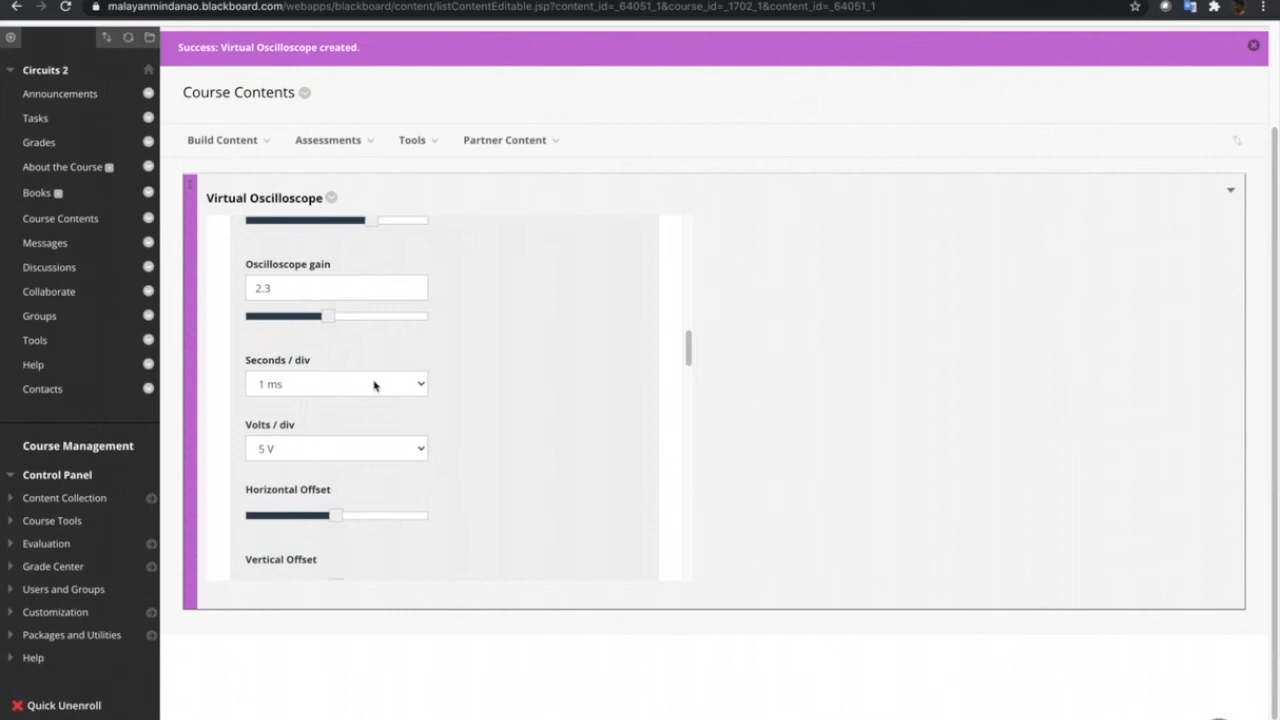 malayanmindanao.blackboard.com/webapps/blackboard/content/listContentEditable.jsp?content_id=_64051_1&course_id=_1702_1&content_id=_64051_1
Success: Virtual Oscilloscope created.
Circuits 2
Announcements
Tasks
Grades
About the Course
Books
Course Contents
Messages
Discussions
Collaborate
Groups
Tools
Help
Contacts
Course Management
Control Panel
Content Collection
Course Tools
Evaluation
Grade Center
Users and Groups
Customization
Packages and Utilities
Help
Quick Unenroll
Course Contents
Build Content Assessments Tools Partner Content
Virtual Oscilloscope
Oscilloscope gain
2.3
Seconds / div
1 ms
Volts / div
5 V
Horizontal Offset
Vertical Offset